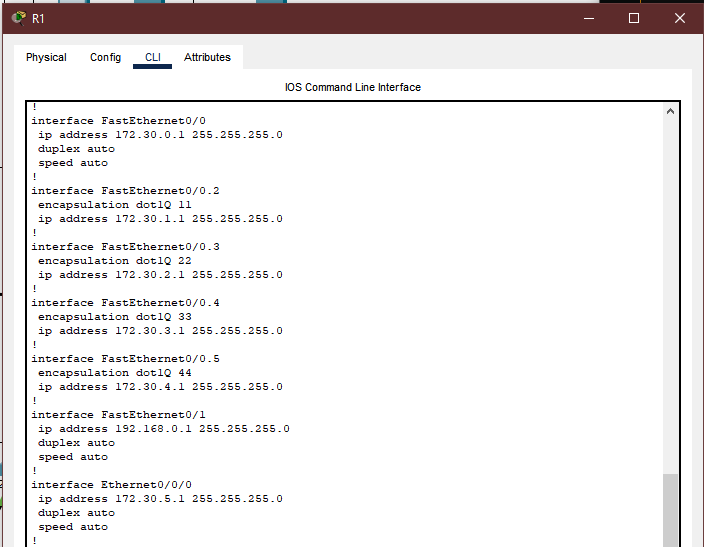 R1
Physical Config CLI Attributes
IOS Command Line Interface
!
interface FastEthernet0/0
ip address 172.30.0.1 255.255.255.0
duplex auto
speed auto
!
interface FastEthernet0/0.2
encapsulation dot1Q 11
ip address 172.30.1.1 255.255.255.0
!
interface FastEthernet0/0.3
encapsulation dot1Q 22
ip address 172.30.2.1 255.255.255.0
!
interface FastEthernet0/0.4
encapsulation dot1Q 33
ip address 172.30.3.1 255.255.255.0
!
interface FastEthernet0/0.5
encapsulation dot1Q 44
ip address 172.30.4.1 255.255.255.0
!
interface FastEthernet0/1
ip address 192.168.0.1 255.255.255.0
duplex auto
speed auto
!
interface Ethernet0/0/0
ip address 172.30.5.1 255.255.255.0
duplex auto
speed auto
!